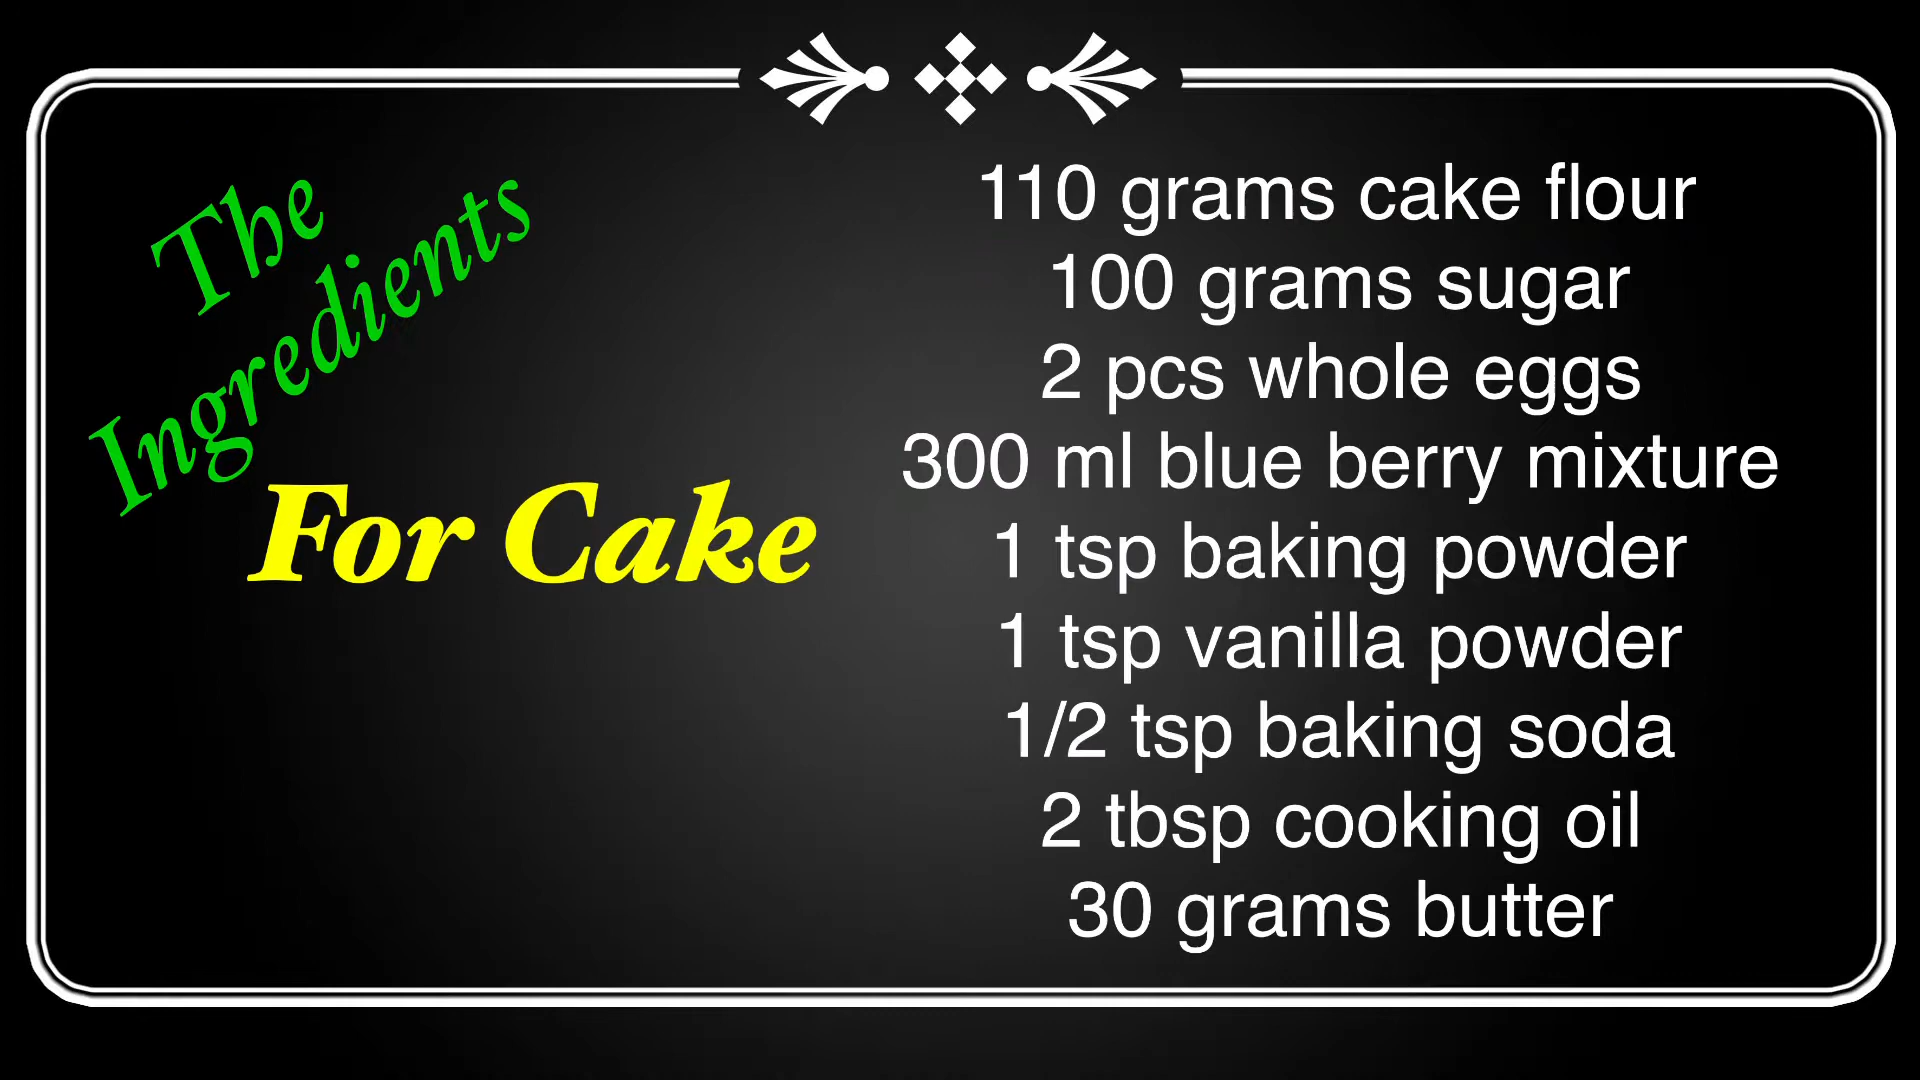 The
Ingredients
For Cake
110 grams cake flour
100 grams sugar
2 pcs whole eggs
300 ml blue berry mixture
1 tsp baking powder
1 tsp vanilla powder
1/2 tsp baking soda
2 tbsp cooking oil
30 grams butter